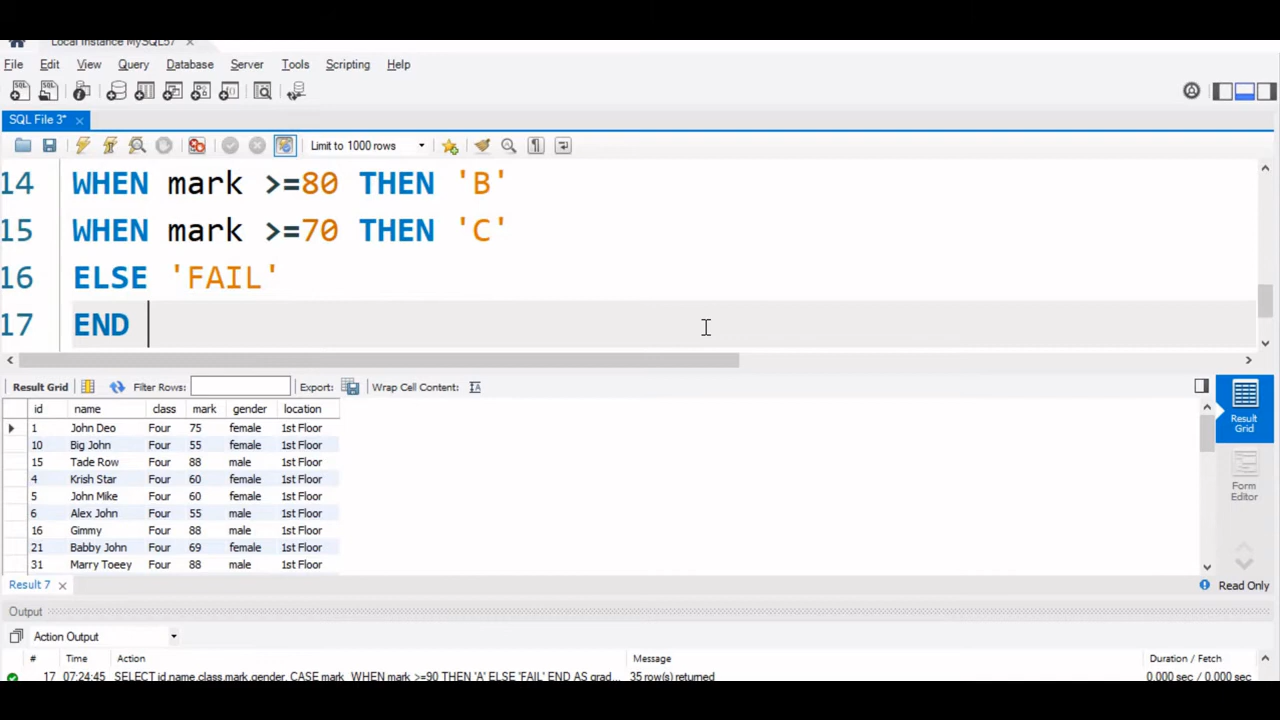 Local instance MySQL57 ×
File Edit View Query Database Server Tools Scripting Help
SQL File 3* ×
Limit to 1000 rows
14 WHEN mark >=80 THEN 'B'
15 WHEN mark >=70 THEN 'C'
16 ELSE 'FAIL'
17 END
Result Grid Filter Rows: Export: Wrap Cell Content:
id name class mark gender location
1 John Deo Four 75 female 1st Floor
10 Big John Four 55 female 1st Floor
15 Tade Row Four 88 male 1st Floor
4 Krish Star Four 60 female 1st Floor
5 John Mike Four 60 female 1st Floor
6 Alex John Four 55 male 1st Floor
16 Gimmy Four 88 male 1st Floor
21 Babby John Four 69 female 1st Floor
31 Marry Toeey Four 88 male 1st Floor
Result
Grid
Form
Editor
Result 7 × Read Only
Output
Action Output
# Time Action Message Duration / Fetch
17 07:24:45 SELECT id,name,class,mark,gender, CASE mark WHEN mark >=90 THEN 'A' ELSE 'FAIL' END AS grad... 35 row(s) returned 0.000 sec / 0.000 sec